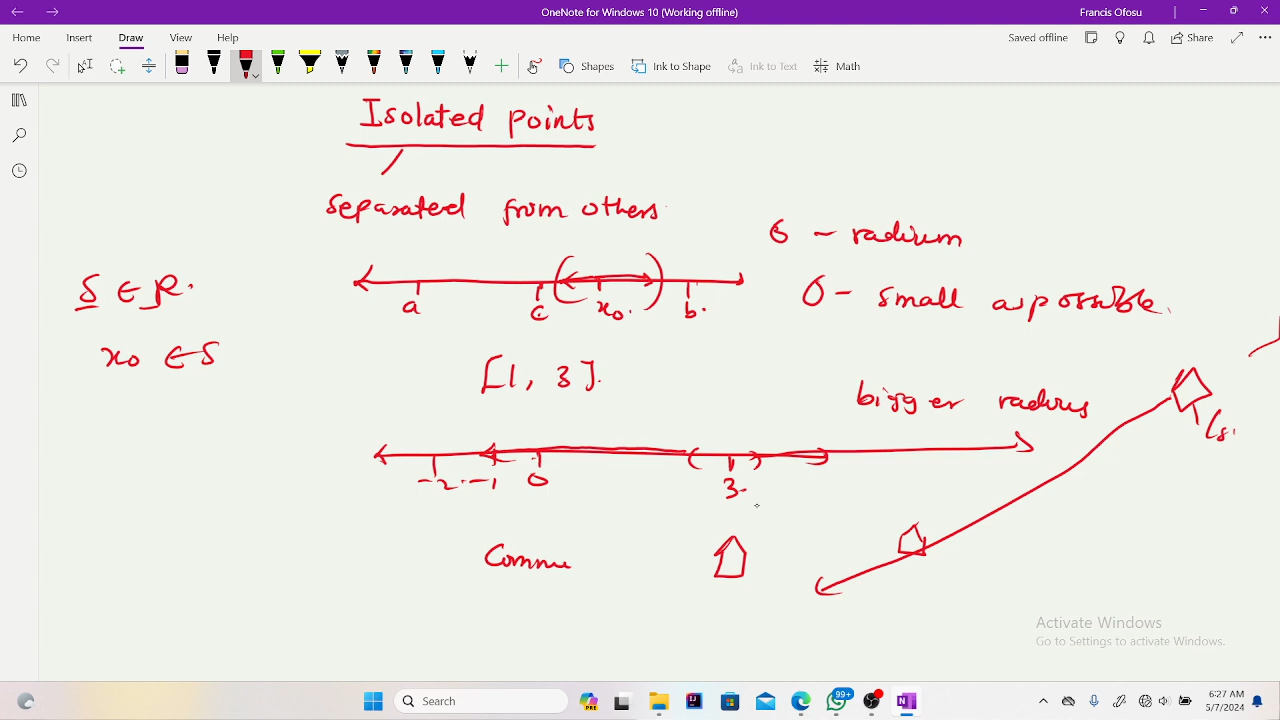 OneNote for Windows 10 (Working offline)
Francis Ofosu
Home Insert Draw View Help
Saved offline
Share
Shapes
Ink to Shape
Ink to Text
Math
Isolated points
separated from others
δ - radium
S ∈ R.
a c x₀. b.
δ - small as possible.
x₀ ∈ S
[1, 3].
bigger radius
-2 -1 0 3
Commu
Activate Windows
Go to Settings to activate Windows.
Search
PRE
99+
6:27 AM
5/7/2024